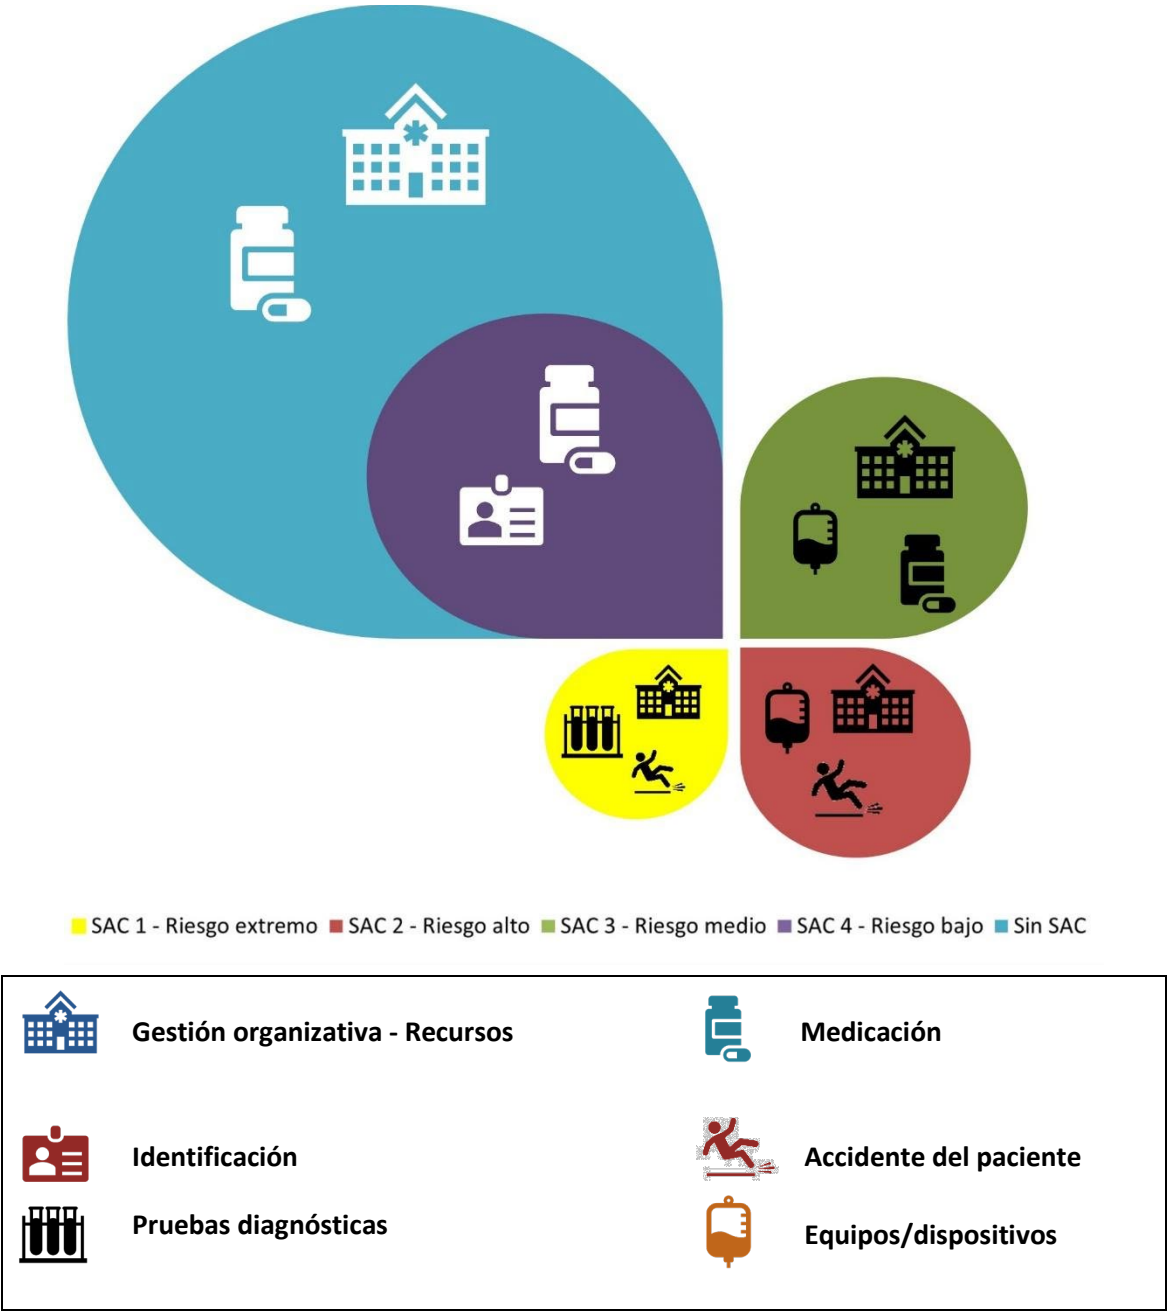 SAC 1 - Riesgo extremo SAC 2 - Riesgo alto SAC 3 - Riesgo medio SAC 4 - Riesgo bajo Sin SAC
Gestión organizativa - Recursos
Medicación
Identificación
Accidente del paciente
Pruebas diagnósticas
Equipos/dispositivos